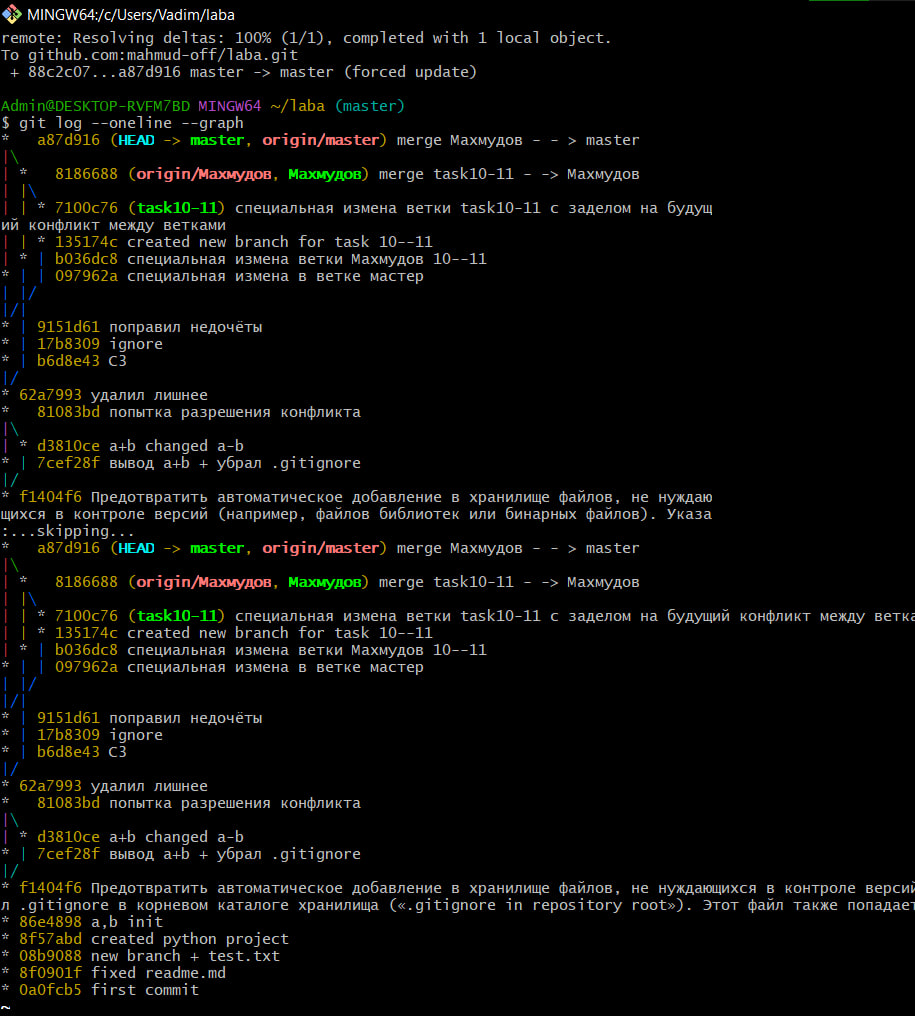 MINGW64:/c/Users/Vadim/laba
remote: Resolving deltas: 100% (1/1), completed with 1 local object.
To github.com:mahmud-off/laba.git
 + 88c2c07...a87d916 master -> master (forced update)
Admin@DESKTOP-RVFM7BD MINGW64 ~/laba (master)
$ git log --oneline --graph
*   a87d916 (HEAD -> master, origin/master) merge Махмудов - - > master
|\
| *   8186688 (origin/Махмудов, Махмудов) merge task10-11 - -> Махмудов
| |\
| | * 7100c76 (task10-11) специальная измена ветки task10-11 с заделом на будущ
ий конфликт между ветками
| | * 135174c created new branch for task 10--11
| * | b036dc8 специальная измена ветки Махмудов 10--11
* | | 097962a специальная измена в ветке мастер
| |/
|/|
* | 9151d61 поправил недочёты
* | 17b8309 ignore
* | b6d8e43 C3
|/
* 62a7993 удалил лишнее
*   81083bd попытка разрешения конфликта
|\
| * d3810ce a+b changed a-b
* | 7cef28f вывод a+b + убрал .gitignore
|/
* f1404f6 Предотвратить автоматическое добавление в хранилище файлов, не нуждаю
щихся в контроле версий (например, файлов библиотек или бинарных файлов). Указа
:...skipping...
*   a87d916 (HEAD -> master, origin/master) merge Махмудов - - > master
|\
| *   8186688 (origin/Махмудов, Махмудов) merge task10-11 - -> Махмудов
| |\
| | * 7100c76 (task10-11) специальная измена ветки task10-11 с заделом на будущий конфликт между ветка
| | * 135174c created new branch for task 10--11
| * | b036dc8 специальная измена ветки Махмудов 10--11
* | | 097962a специальная измена в ветке мастер
| |/
|/|
* | 9151d61 поправил недочёты
* | 17b8309 ignore
* | b6d8e43 C3
|/
* 62a7993 удалил лишнее
*   81083bd попытка разрешения конфликта
|\
| * d3810ce a+b changed a-b
* | 7cef28f вывод a+b + убрал .gitignore
|/
* f1404f6 Предотвратить автоматическое добавление в хранилище файлов, не нуждающихся в контроле версий
л .gitignore в корневом каталоге хранилища («.gitignore in repository root»). Этот файл также попадает
* 86e4898 a,b init
* 8f57abd created python project
* 08b9088 new branch + test.txt
* 8f0901f fixed readme.md
* 0a0fcb5 first commit
~